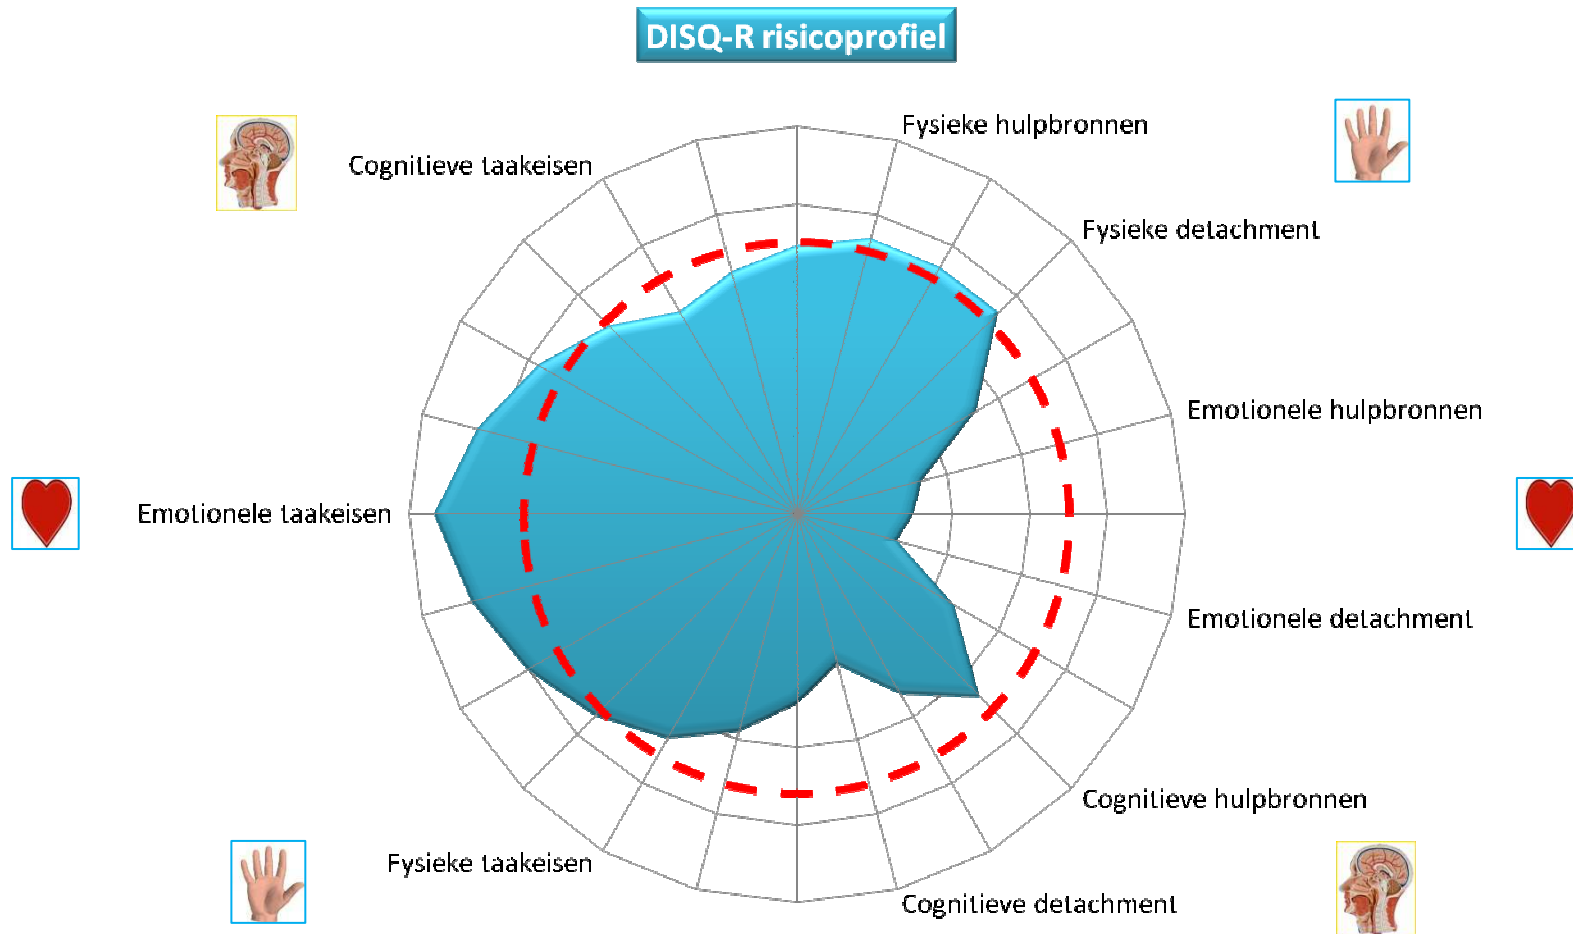 DISQ-R risicoprofiel
Fysieke hulpbronnen
Cognitieve taakeisen
Fysieke detachment
Emotionele hulpbronnen
Emotionele taakeisen
Emotionele detachment
Cognitieve hulpbronnen
Fysieke taakeisen
Cognitieve detachment